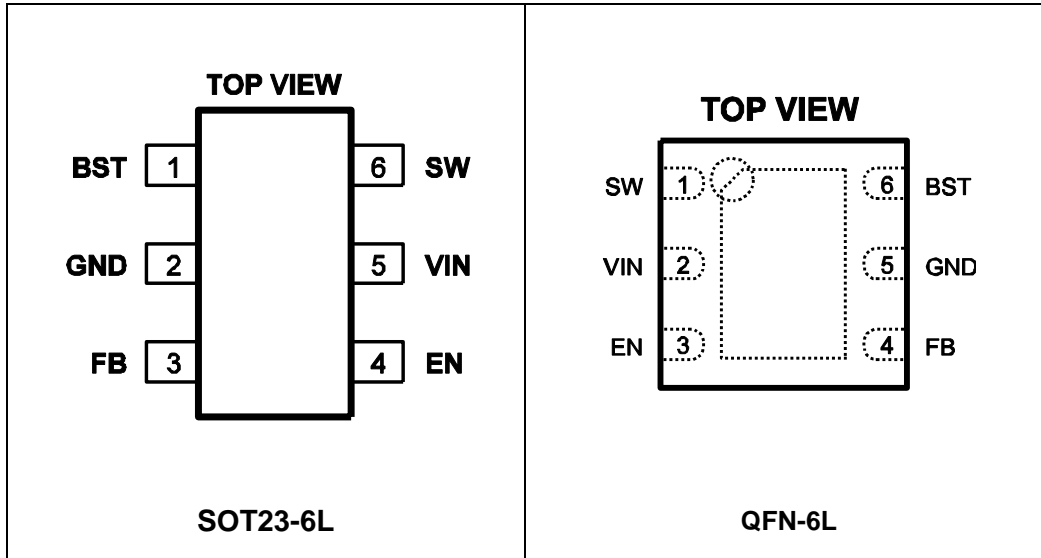 TOP VIEW
BST 1 6 SW
GND 2 5 VIN
FB 3 4 EN
SOT23-6L
TOP VIEW
SW 1 6 BST
VIN 2 5 GND
EN 3 4 FB
QFN-6L